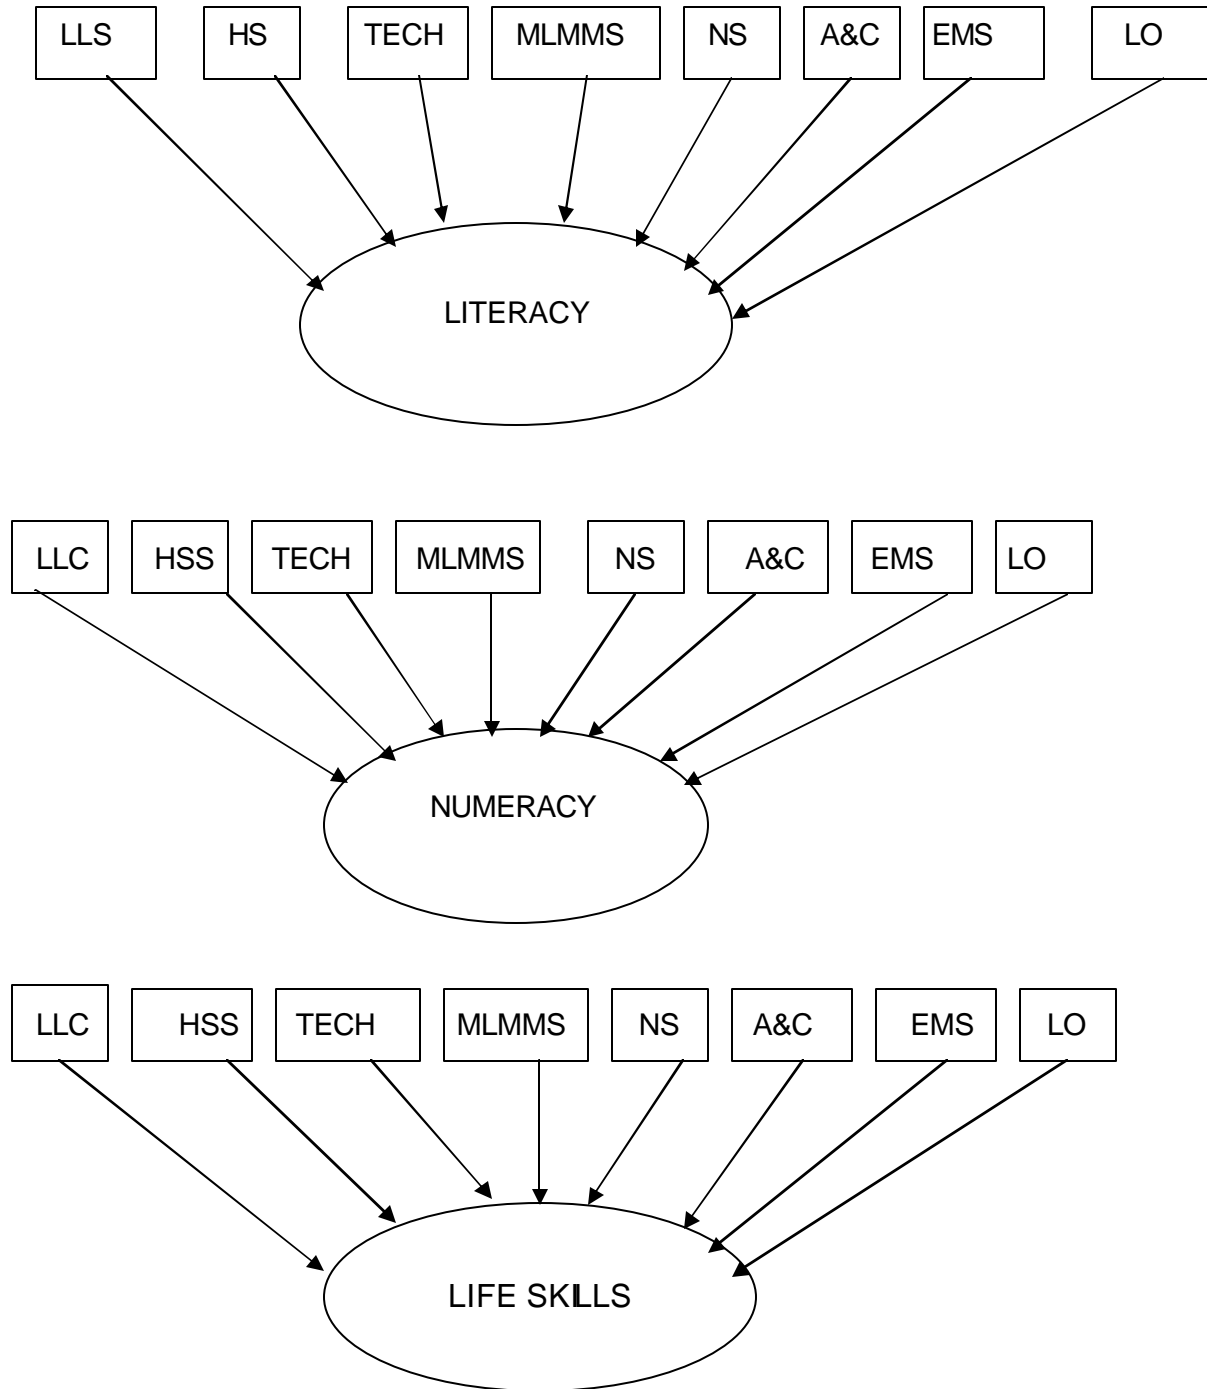 LLS HS TECH MLMMS NS A&C EMS LO
LITERACY
LLC HSS TECH MLMMS NS A&C EMS LO
NUMERACY
LLC HSS TECH MLMMS NS A&C EMS LO
LIFE SKILLS